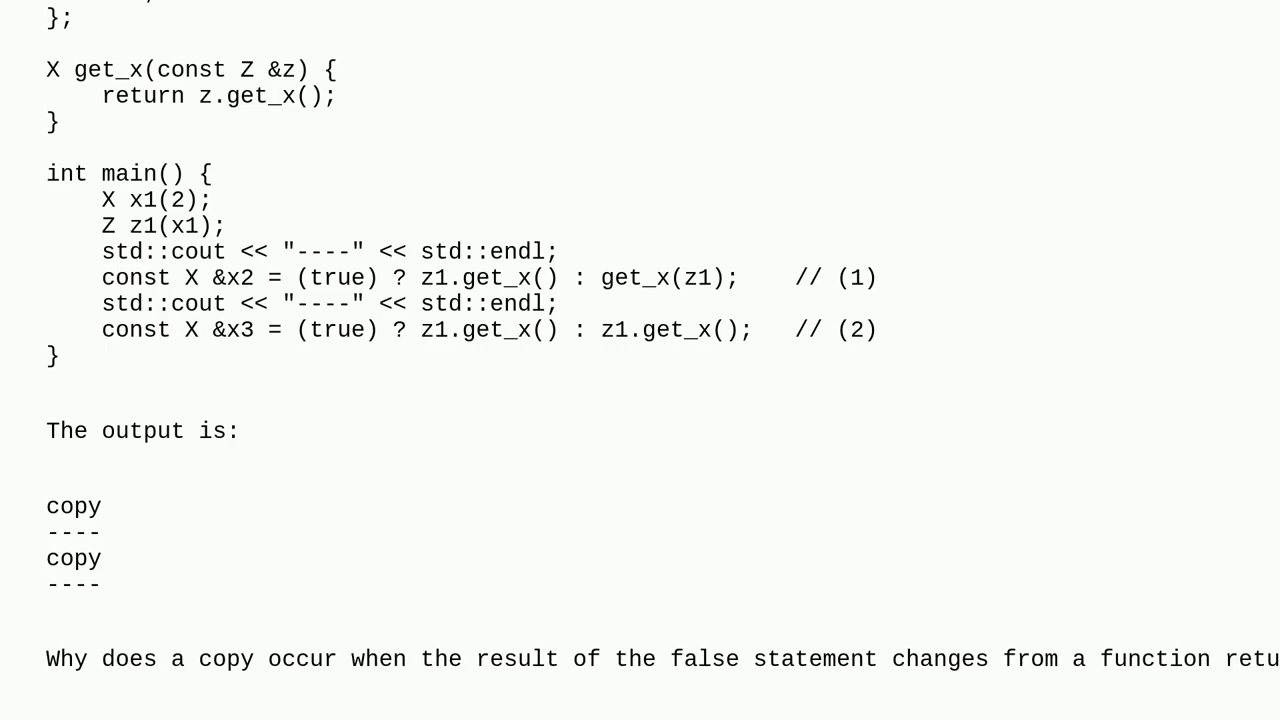 };
X get_x(const Z &z) {
    return z.get_x();
}
int main() {
    X x1(2);
    Z z1(x1);
    std::cout << "----" << std::endl;
    const X &x2 = (true) ? z1.get_x() : get_x(z1);    // (1)
    std::cout << "----" << std::endl;
    const X &x3 = (true) ? z1.get_x() : z1.get_x();   // (2)
}
The output is:
copy
----
copy
----
Why does a copy occur when the result of the false statement changes from a function